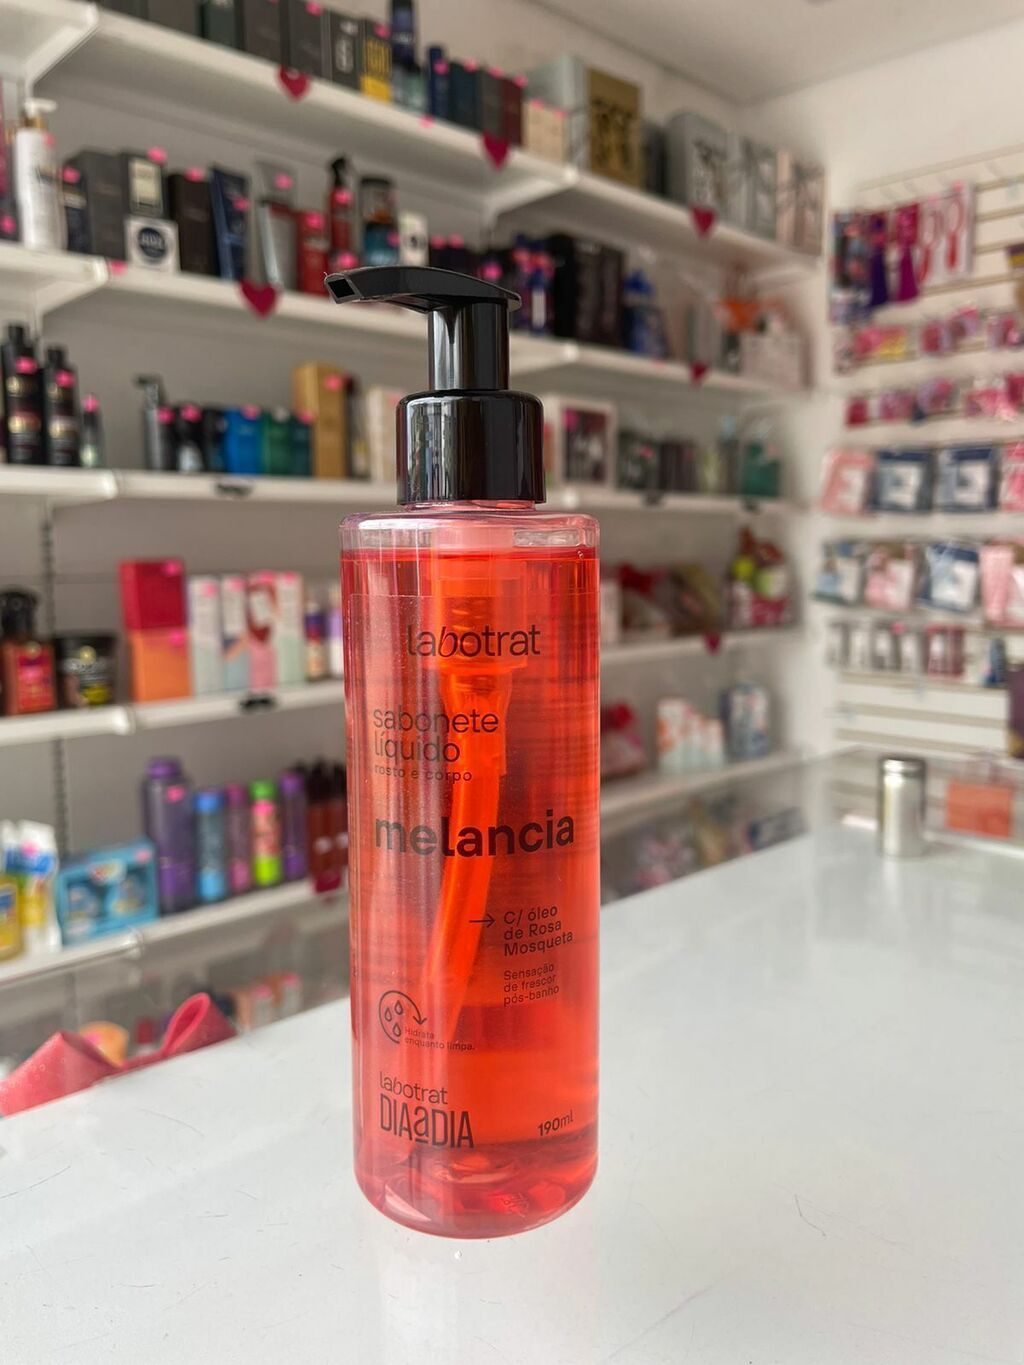 labotrat
sabonete
líquido
rosto e corpo
melancia
C/ óleo
de Rosa
Mosqueta
Sensação
de frescor
pós-banho
Hidrata
enquanto limpa.
labotrat
DIAaDIA
190ml